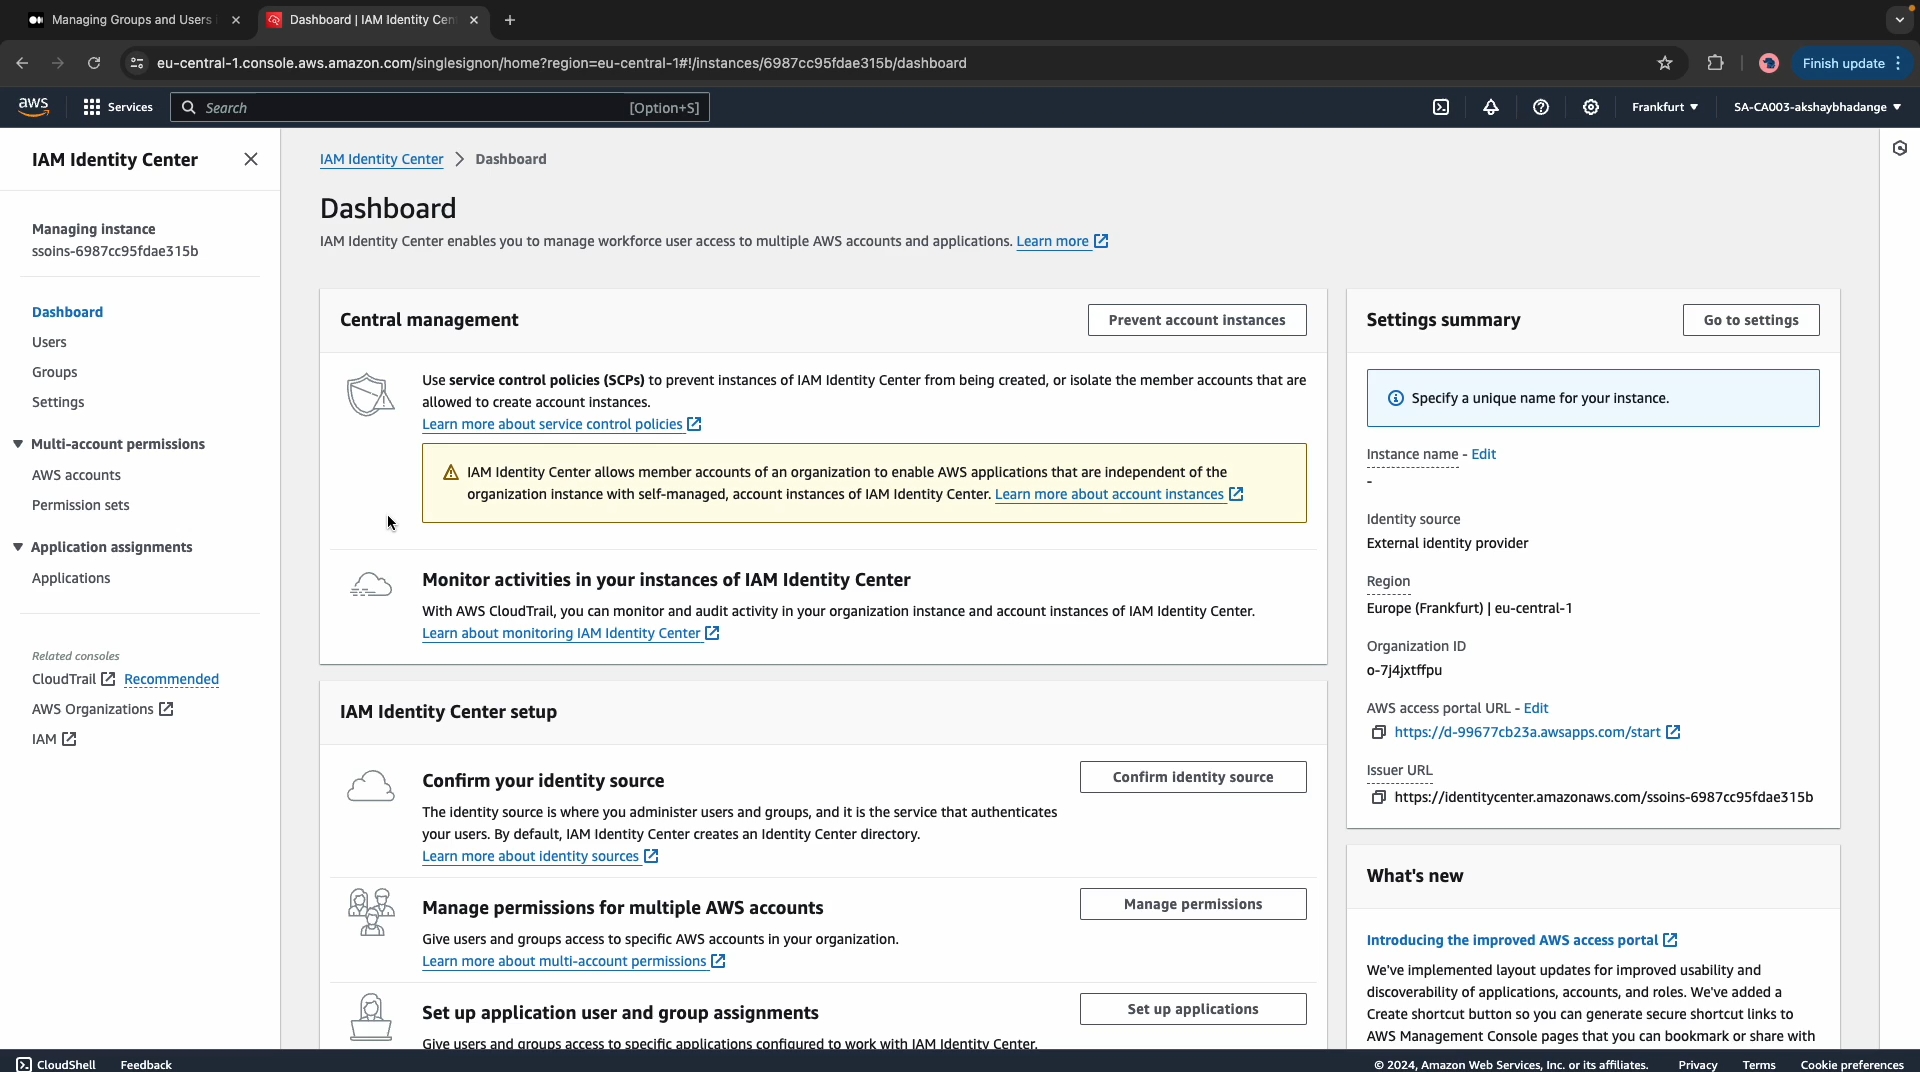 Managing Groups and Users
Dashboard | IAM Identity Cen
eu-central-1.console.aws.amazon.com/singlesignon/home?region=eu-central-1#!/instances/6987cc95fdae315b/dashboard
Finish update
aws
Services
Search
[Option+S]
Frankfurt
SA-CA003-akshaybhadange
IAM Identity Center
Managing instance
ssoins-6987cc95fdae315b
Dashboard
Users
Groups
Settings
Multi-account permissions
AWS accounts
Permission sets
Application assignments
Applications
Related consoles
CloudTrail Recommended
AWS Organizations
IAM
IAM Identity Center > Dashboard
Dashboard
IAM Identity Center enables you to manage workforce user access to multiple AWS accounts and applications. Learn more
Central management
Prevent account instances
Use service control policies (SCPs) to prevent instances of IAM Identity Center from being created, or isolate the member accounts that are
allowed to create account instances.
Learn more about service control policies
IAM Identity Center allows member accounts of an organization to enable AWS applications that are independent of the
organization instance with self-managed, account instances of IAM Identity Center. Learn more about account instances
Monitor activities in your instances of IAM Identity Center
With AWS CloudTrail, you can monitor and audit activity in your organization instance and account instances of IAM Identity Center.
Learn about monitoring IAM Identity Center
IAM Identity Center setup
Confirm your identity source
Confirm identity source
The identity source is where you administer users and groups, and it is the service that authenticates
your users. By default, IAM Identity Center creates an Identity Center directory.
Learn more about identity sources
Manage permissions for multiple AWS accounts
Manage permissions
Give users and groups access to specific AWS accounts in your organization.
Learn more about multi-account permissions
Set up application user and group assignments
Set up applications
Give users and groups access to specific applications configured to work with IAM Identity Center.
Settings summary
Go to settings
Specify a unique name for your instance.
Instance name - Edit
-
Identity source
External identity provider
Region
Europe (Frankfurt) | eu-central-1
Organization ID
o-7j4jxtffpu
AWS access portal URL - Edit
https://d-99677cb23a.awsapps.com/start
Issuer URL
https://identitycenter.amazonaws.com/ssoins-6987cc95fdae315b
What's new
Introducing the improved AWS access portal
We've implemented layout updates for improved usability and
discoverability of applications, accounts, and roles. We've added a
Create shortcut button so you can generate secure shortcut links to
AWS Management Console pages that you can bookmark or share with
CloudShell
Feedback
© 2024, Amazon Web Services, Inc. or its affiliates.
Privacy
Terms
Cookie preferences